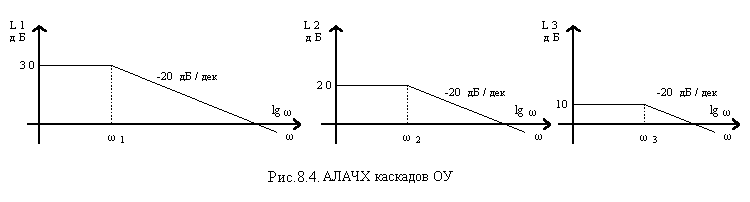 L 1
д Б
3 0
-20 дБ / дек
lg ω
ω
ω 1
L 2
д Б
2 0
-20 дБ / дек
lg ω
ω
ω 2
L 3
д Б
10
-20 дБ / дек
lg ω
ω
ω 3
Рис.8.4. АЛАЧХ каскадов ОУ